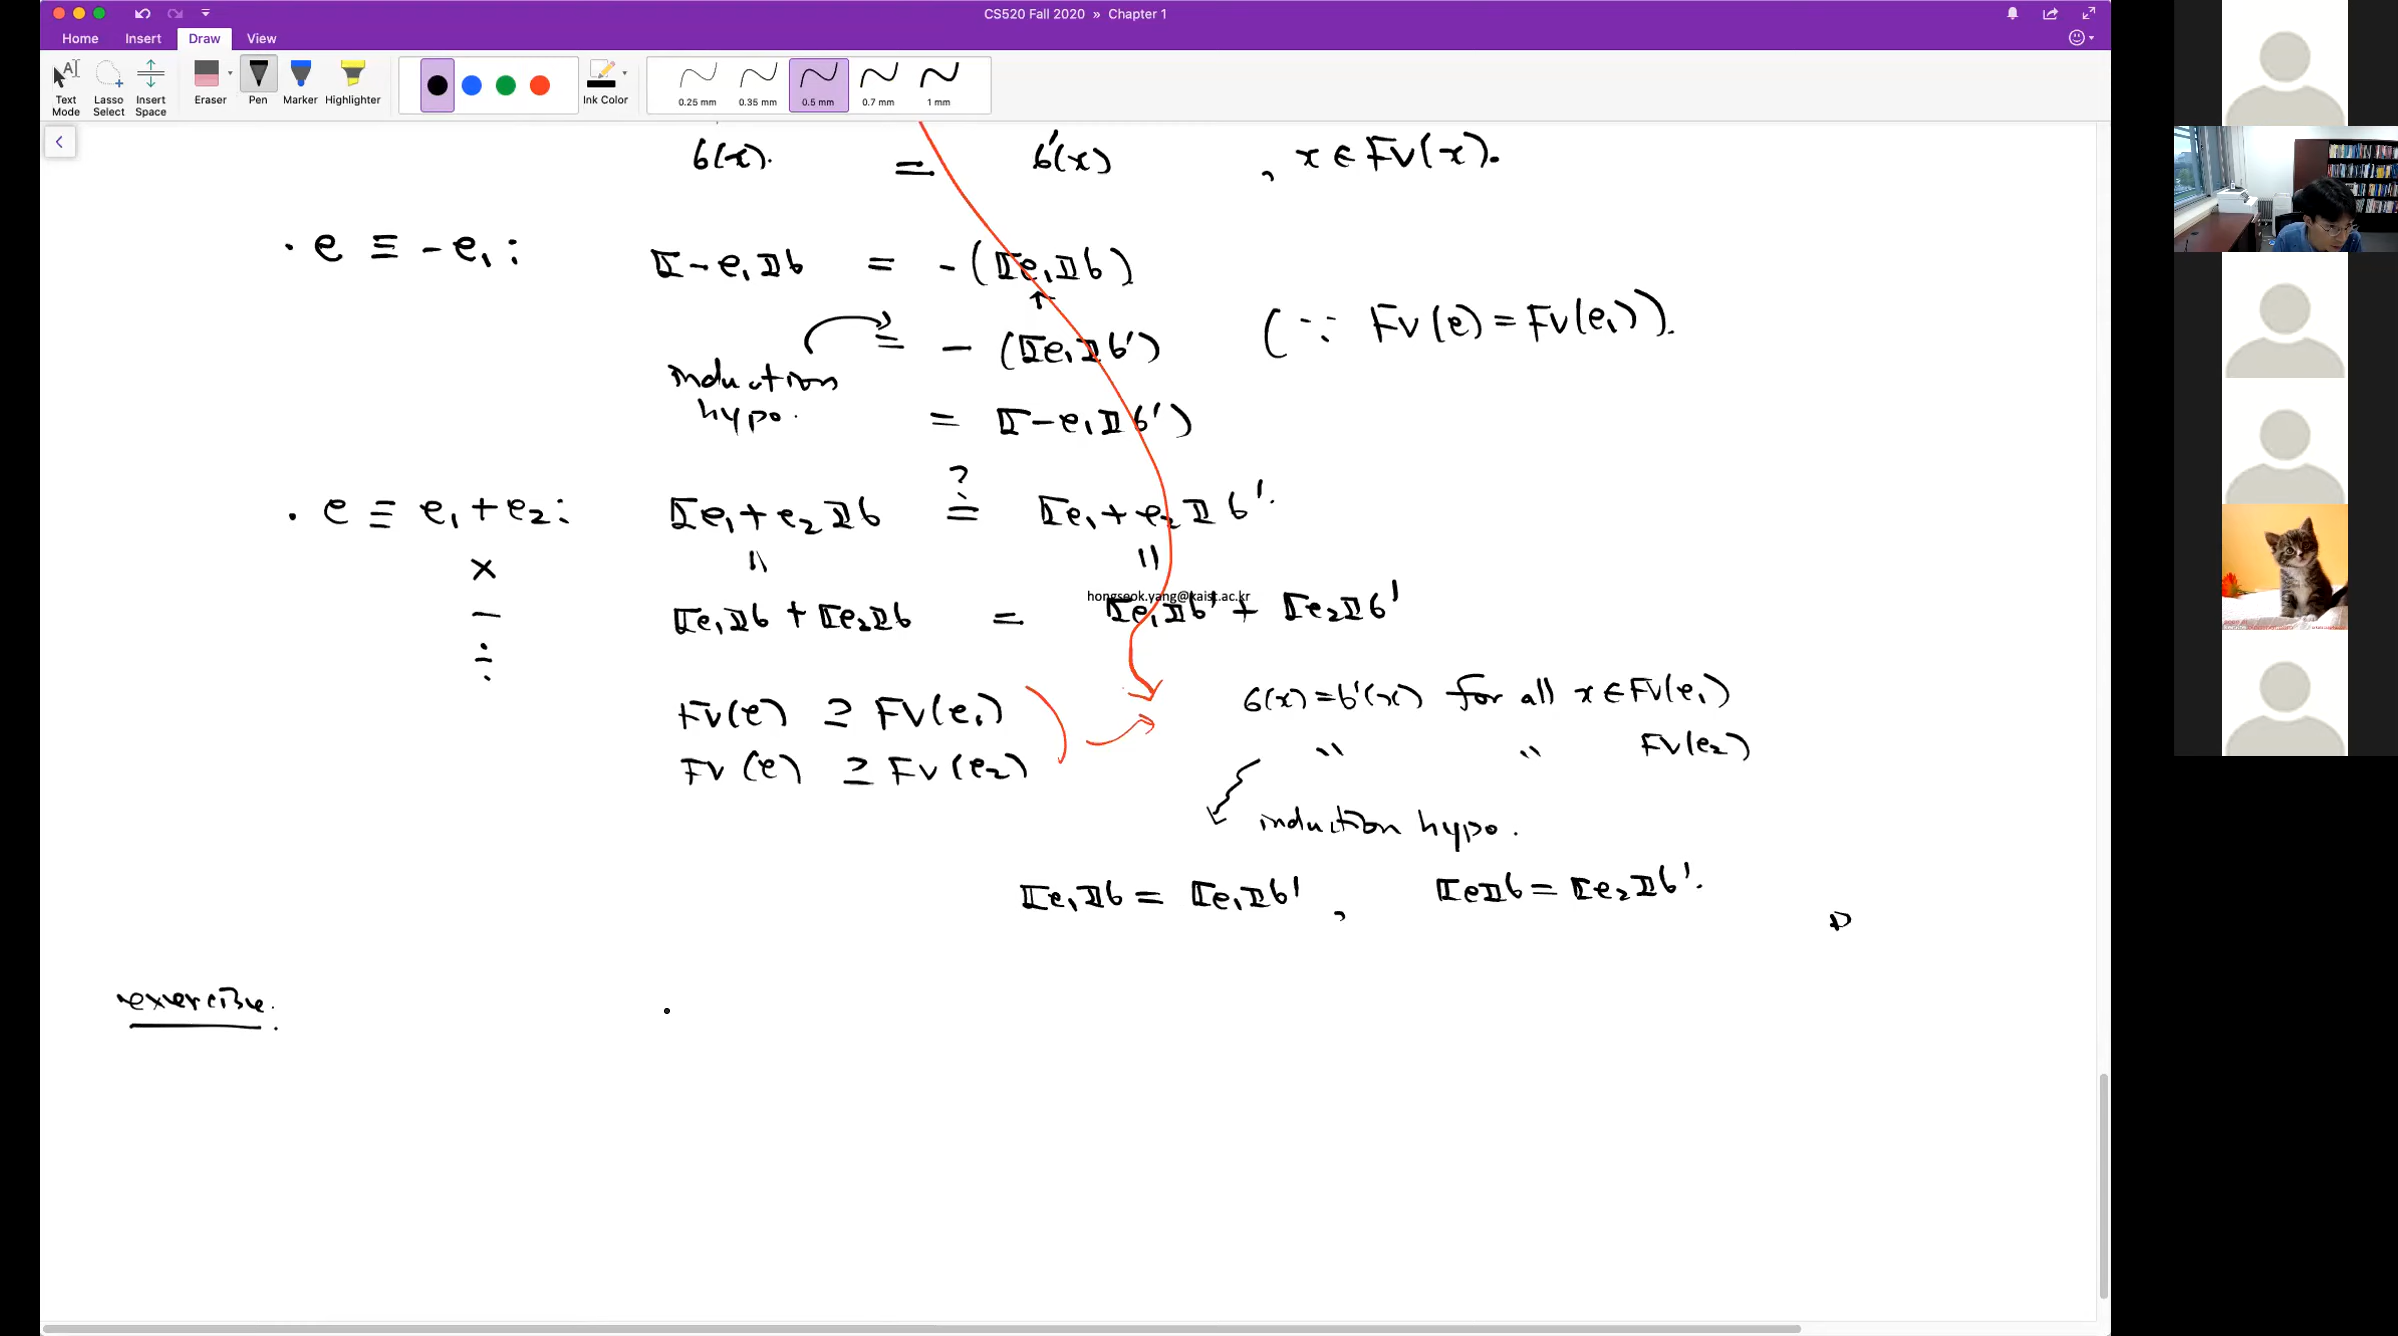 CS520 Fall 2020 » Chapter 1
Home Insert Draw View
Text Mode Lasso Select Insert Space Eraser Pen Marker Highlighter Ink Color 0.25 mm 0.35 mm 0.5 mm 0.7 mm 1 mm
σ(x). = σ'(x) , x ∈ FV(x).
· e ≡ -e₁: ⟦-e₁⟧σ = -(⟦e₁⟧σ)
= -(⟦e₁⟧σ') (∵ FV(e) = FV(e₁)).
induction
hypo. = ⟦-e₁⟧σ')
?
· e ≡ e₁ + e₂: ⟦e₁ + e₂⟧σ = ⟦e₁ + e₂⟧σ'.
× || ||
hongseok.yang@kaist.ac.kr
- ⟦e₁⟧σ + ⟦e₂⟧σ = ⟦e₁⟧σ' + ⟦e₂⟧σ'
÷
FV(e) ⊇ FV(e₁) σ(x) = σ'(x) for all x ∈ FV(e₁)
FV(e) ⊇ FV(e₂) " " FV(e₂)
induction hypo.
⟦e₁⟧σ = ⟦e₁⟧σ' , ⟦e⟧σ = ⟦e₂⟧σ'.
exercise.